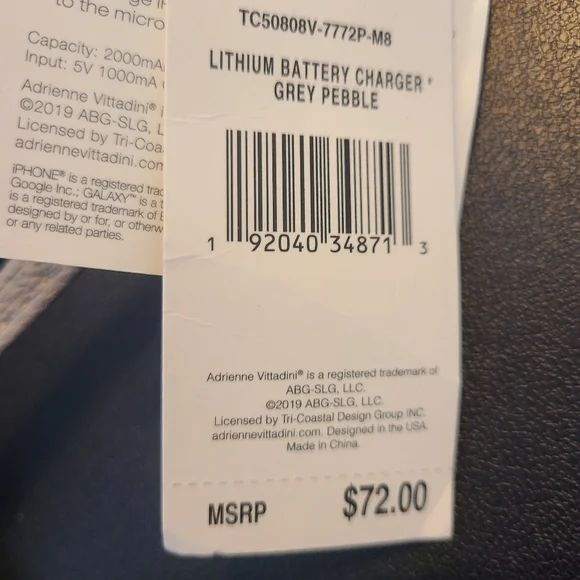 to the micro
Capacity: 2000mA
Input: 5V 1000mA
Adrienne Vittadini®
©2019 ABG-SLG, L
Licensed by Tri-Coa
adriennevittadini.com
iPHONE® is a registered trad
Google Inc.; GALAXY™ is a t
is a registered trademark of
designed by or for, or otherw
or any related parties.
TC50808V-7772P-M8
LITHIUM BATTERY CHARGER
GREY PEBBLE
1 92040 34871 3
Adrienne Vittadini® is a registered trademark of
ABG-SLG, LLC.
©2019 ABG-SLG, LLC.
Licensed by Tri-Coastal Design Group INC.
adriennevittadini.com. Designed in the USA.
Made in China.
MSRP $72.00